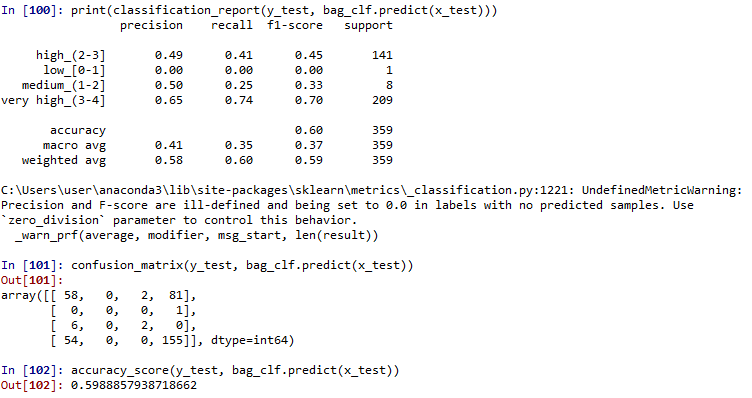 In [100]: print(classification_report(y_test, bag_clf.predict(x_test)))
precision recall f1-score support
high_(2-3] 0.49 0.41 0.45 141
low_[0-1] 0.00 0.00 0.00 1
medium_(1-2] 0.50 0.25 0.33 8
very high_(3-4] 0.65 0.74 0.70 209
accuracy 0.60 359
macro avg 0.41 0.35 0.37 359
weighted avg 0.58 0.60 0.59 359
C:\Users\user\anaconda3\lib\site-packages\sklearn\metrics\_classification.py:1221: UndefinedMetricWarning:
Precision and F-score are ill-defined and being set to 0.0 in labels with no predicted samples. Use
`zero_division` parameter to control this behavior.
_warn_prf(average, modifier, msg_start, len(result))
In [101]: confusion_matrix(y_test, bag_clf.predict(x_test))
Out[101]:
array([[ 58, 0, 2, 81],
[ 0, 0, 0, 1],
[ 6, 0, 2, 0],
[ 54, 0, 0, 155]], dtype=int64)
In [102]: accuracy_score(y_test, bag_clf.predict(x_test))
Out[102]: 0.5988857938718662